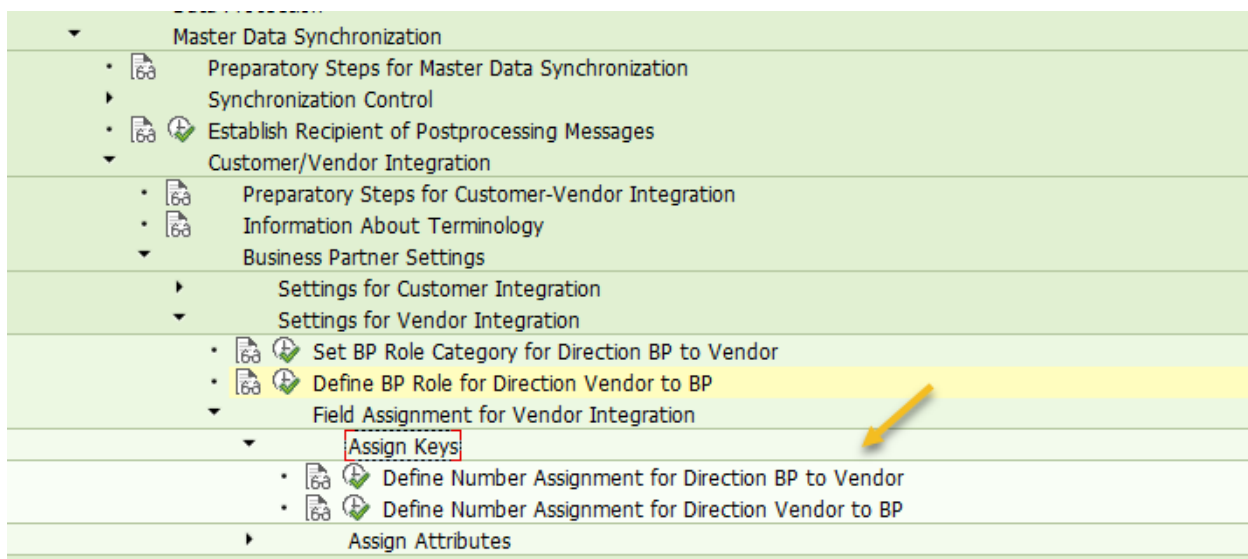 Master Data Synchronization
Preparatory Steps for Master Data Synchronization
Synchronization Control
Establish Recipient of Postprocessing Messages
Customer/Vendor Integration
Preparatory Steps for Customer-Vendor Integration
Information About Terminology
Business Partner Settings
Settings for Customer Integration
Settings for Vendor Integration
Set BP Role Category for Direction BP to Vendor
Define BP Role for Direction Vendor to BP
Field Assignment for Vendor Integration
Assign Keys
Define Number Assignment for Direction BP to Vendor
Define Number Assignment for Direction Vendor to BP
Assign Attributes